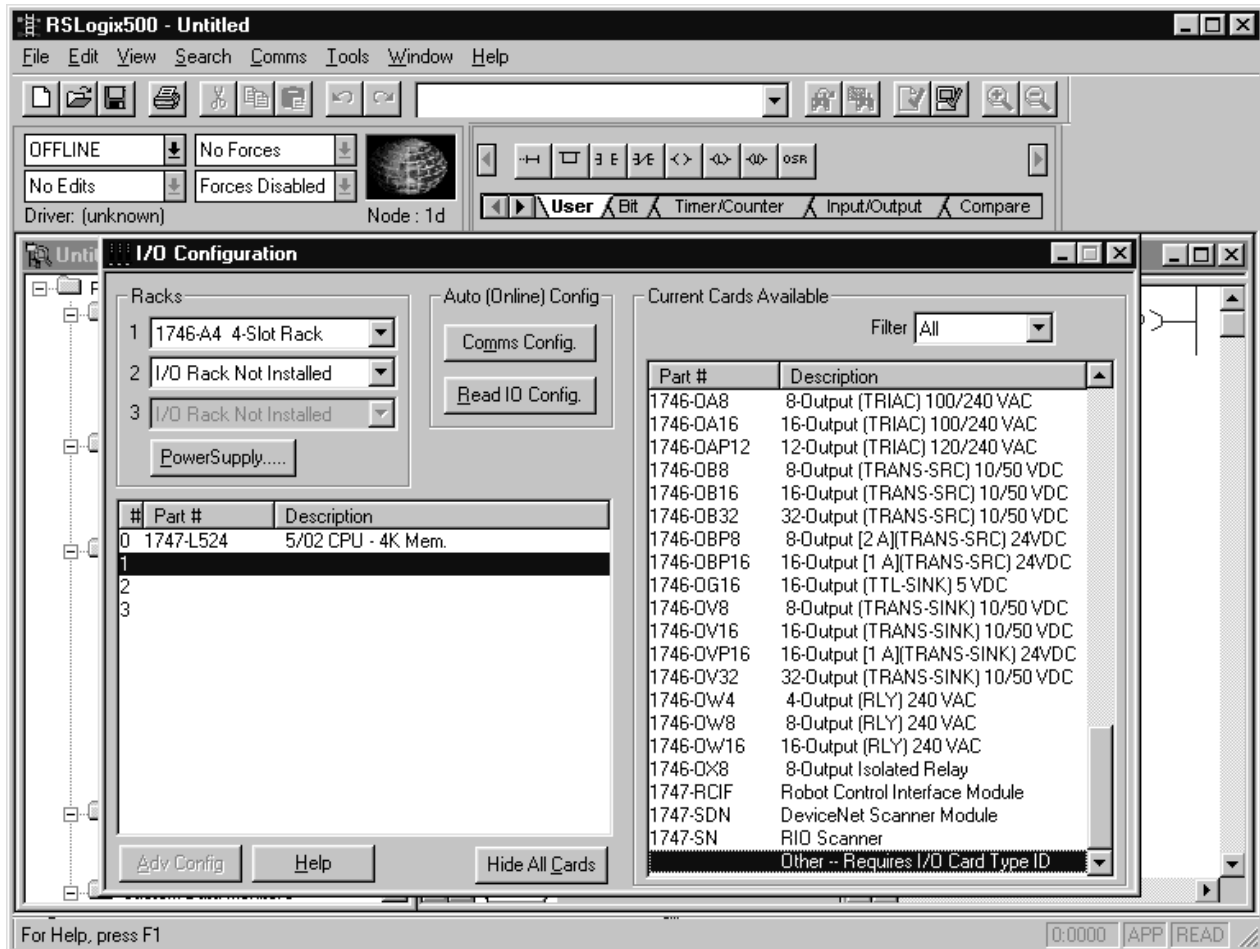 RSLogix500 - Untitled
File Edit View Search Comms Tools Window Help
OFFLINE
No Forces
No Edits
Forces Disabled
Driver: (unknown)
Node : 1d
OSR
User Bit Timer/Counter Input/Output Compare
I/O Configuration
Racks
1 1746-A4 4-Slot Rack
2 I/O Rack Not Installed
3 I/O Rack Not Installed
PowerSupply.....
Auto (Online) Config
Comms Config.
Read IO Config.
# Part # Description
0 1747-L524 5/02 CPU - 4K Mem.
1
2
3
Adv Config
Help
Hide All Cards
Current Cards Available
Filter All
Part # Description
1746-OA8 8-Output (TRIAC) 100/240 VAC
1746-OA16 16-Output (TRIAC) 100/240 VAC
1746-OAP12 12-Output (TRIAC) 120/240 VAC
1746-OB8 8-Output (TRANS-SRC) 10/50 VDC
1746-OB16 16-Output (TRANS-SRC) 10/50 VDC
1746-OB32 32-Output (TRANS-SRC) 10/50 VDC
1746-OBP8 8-Output [2 A](TRANS-SRC) 24VDC
1746-OBP16 16-Output [1 A](TRANS-SRC) 24VDC
1746-OG16 16-Output (TTL-SINK) 5 VDC
1746-OV8 8-Output (TRANS-SINK) 10/50 VDC
1746-OV16 16-Output (TRANS-SINK) 10/50 VDC
1746-OVP16 16-Output [1 A](TRANS-SINK) 24VDC
1746-OV32 32-Output (TRANS-SINK) 10/50 VDC
1746-OW4 4-Output (RLY) 240 VAC
1746-OW8 8-Output (RLY) 240 VAC
1746-OW16 16-Output (RLY) 240 VAC
1746-OX8 8-Output Isolated Relay
1747-RCIF Robot Control Interface Module
1747-SDN DeviceNet Scanner Module
1747-SN RIO Scanner
Other -- Requires I/O Card Type ID
For Help, press F1
0:0000 APP READ